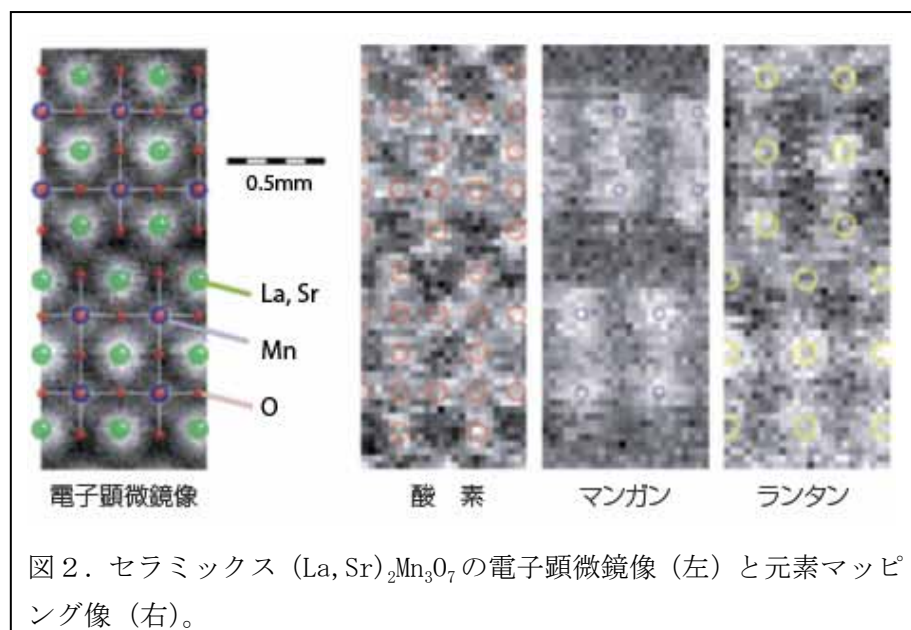 0.5mm
La, Sr
Mn
O
電子顕微鏡像
酸 素
マンガン
ランタン
図２．セラミックス (La, Sr)₂Mn₃O₇の電子顕微鏡像（左）と元素マッピ
ング像（右）。